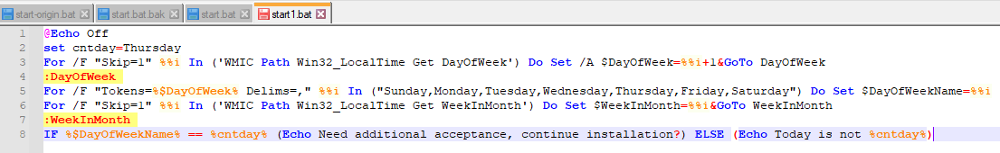 start-origin.bat start.bat.bak start.bat start1.bat
1 @Echo Off
2 set cntday=Thursday
3 For /F "Skip=1" %%i In ('WMIC Path Win32_LocalTime Get DayOfWeek') Do Set /A $DayOfWeek=%%i+1&GoTo DayOfWeek
4 :DayOfWeek
5 For /F "Tokens=%$DayOfWeek% Delims=," %%i In ("Sunday,Monday,Tuesday,Wednesday,Thursday,Friday,Saturday") Do Set $DayOfWeekName=%%i
6 For /F "Skip=1" %%i In ('WMIC Path Win32_LocalTime Get WeekInMonth') Do Set $WeekInMonth=%%i&GoTo WeekInMonth
7 :WeekInMonth
8 IF %$DayOfWeekName% == %cntday% (Echo Need additional acceptance, continue installation?) ELSE (Echo Today is not %cntday%)